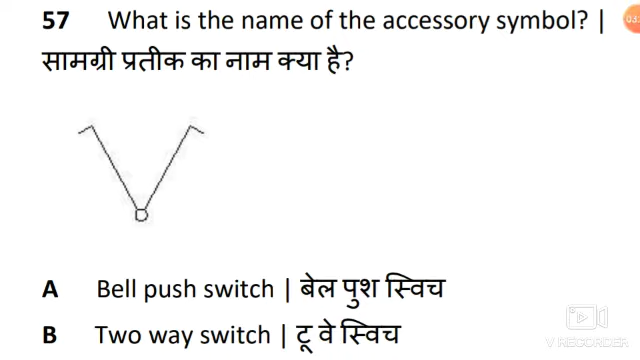 57 What is the name of the accessory symbol? |
सामग्री प्रतीक का नाम क्या है?
A Bell push switch | बेल पुश स्विच
B Two way switch | टू वे स्विच
V RECORDER